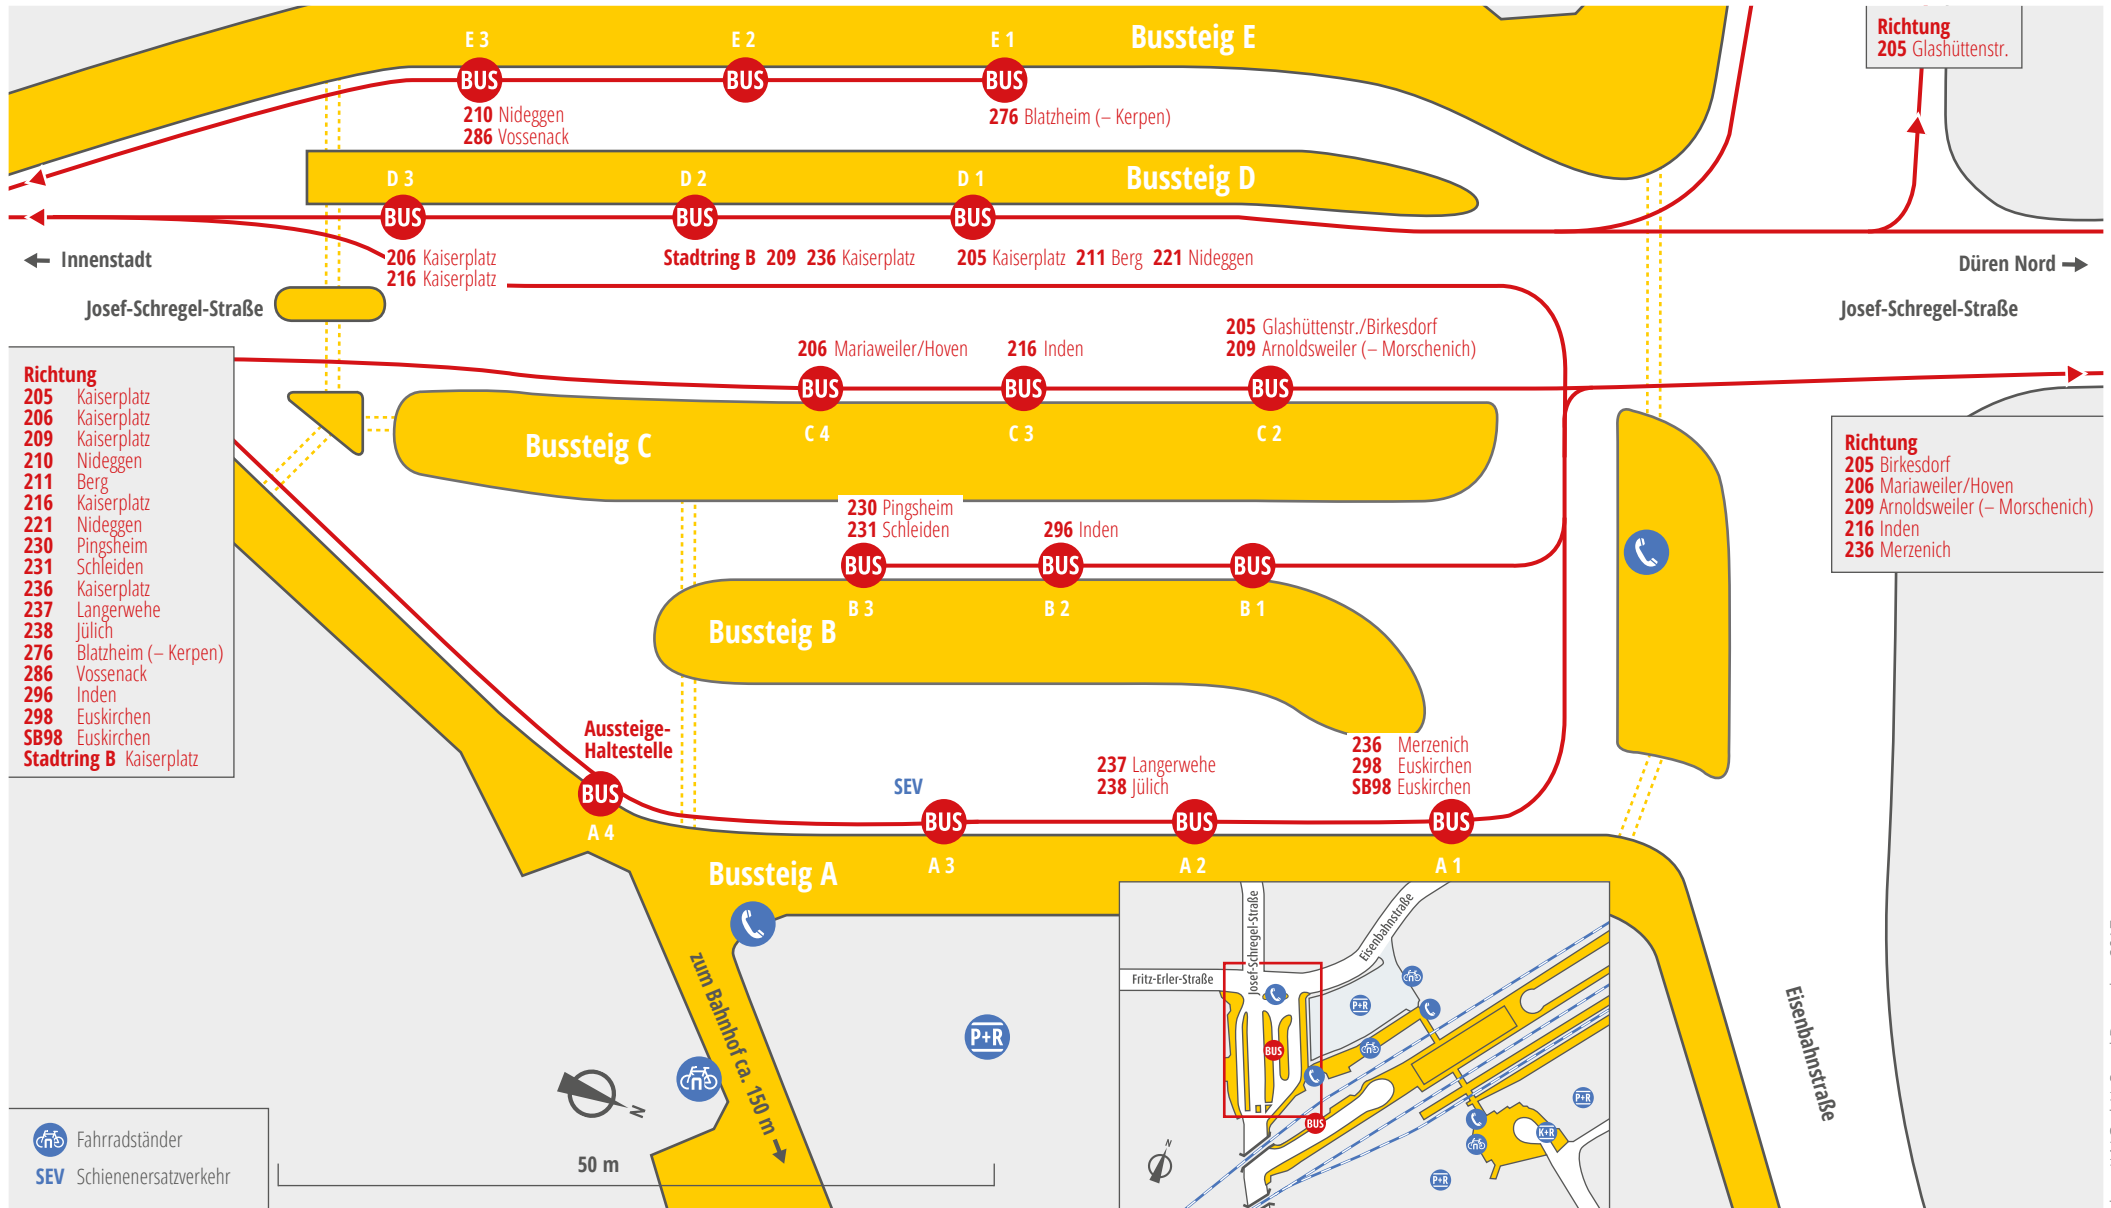 E 3
E 2
E 1
Bussteig E
BUS
BUS
BUS
210 Nideggen
286 Vossenack
276 Blatzheim (– Kerpen)
Richtung
205 Glashüttenstr.
D 3
D 2
D 1
Bussteig D
BUS
BUS
BUS
206 Kaiserplatz
216 Kaiserplatz
Stadtring B 209 236 Kaiserplatz
205 Kaiserplatz 211 Berg 221 Nideggen
Innenstadt
Düren Nord
Josef-Schregel-Straße
Josef-Schregel-Straße
206 Mariaweiler/Hoven
216 Inden
205 Glashüttenstr./Birkesdorf
209 Arnoldsweiler (– Morschenich)
BUS
BUS
BUS
C 4
C 3
C 2
Bussteig C
Richtung
205 Kaiserplatz
206 Kaiserplatz
209 Kaiserplatz
210 Nideggen
211 Berg
216 Kaiserplatz
221 Nideggen
230 Pingsheim
231 Schleiden
236 Kaiserplatz
237 Langerwehe
238 Jülich
276 Blatzheim (– Kerpen)
286 Vossenack
296 Inden
298 Euskirchen
SB98 Euskirchen
Stadtring B Kaiserplatz
Richtung
205 Birkesdorf
206 Mariaweiler/Hoven
209 Arnoldsweiler (– Morschenich)
216 Inden
236 Merzenich
230 Pingsheim
231 Schleiden
296 Inden
BUS
BUS
BUS
B 3
B 2
B 1
Bussteig B
Aussteige-
Haltestelle
SEV
237 Langerwehe
238 Jülich
236 Merzenich
298 Euskirchen
SB98 Euskirchen
BUS
BUS
BUS
BUS
A 4
A 3
A 2
A 1
Bussteig A
zum Bahnhof ca. 150 m
P+R
N
50 m
Fahrradständer
SEV Schienenersatzverkehr
Eisenbahnstraße
Josef-Schregel-Straße
Eisenbahnstraße
Fritz-Erler-Straße
P+R
BUS
BUS
P+R
K+R
P+R
N